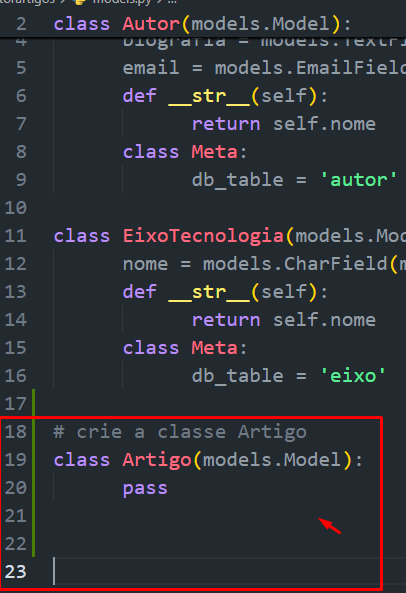 models.py > ...
2 class Autor(models.Model):
4 biografia = models.TextFi
5 email = models.EmailField
6 def __str__(self):
7 return self.nome
8 class Meta:
9 db_table = 'autor'
10
11 class EixoTecnologia(models.Mod
12 nome = models.CharField(m
13 def __str__(self):
14 return self.nome
15 class Meta:
16 db_table = 'eixo'
17
18 # crie a classe Artigo
19 class Artigo(models.Model):
20 pass
21
22
23